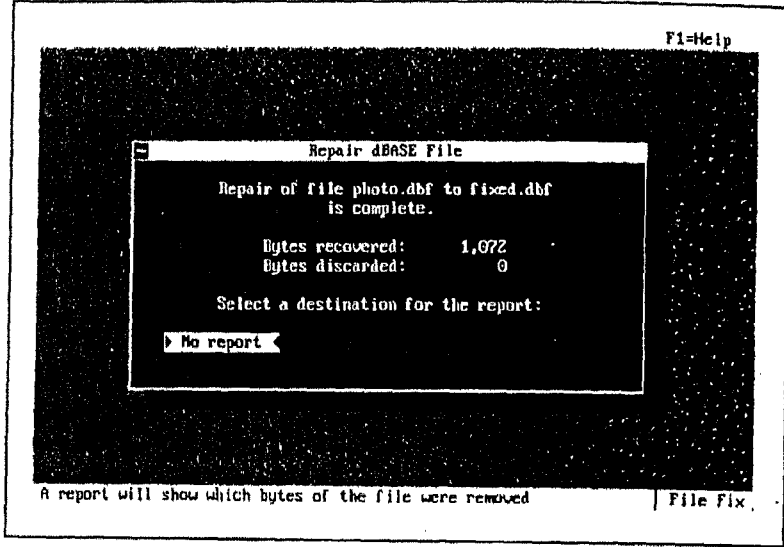 F1=Help
Repair dBASE File
Repair of file photo.dbf to fixed.dbf
is complete.
Bytes recovered: 1,072
Bytes discarded: 0
Select a destination for the report:
No report
A report will show which bytes of the file were removed
File Fix